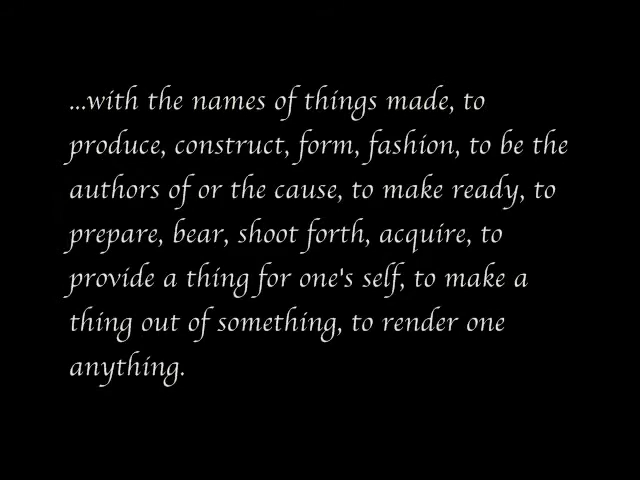 ...with the names of things made, to
produce, construct, form, fashion, to be the
authors of or the cause, to make ready, to
prepare, bear, shoot forth, acquire, to
provide a thing for one's self, to make a
thing out of something, to render one
anything.